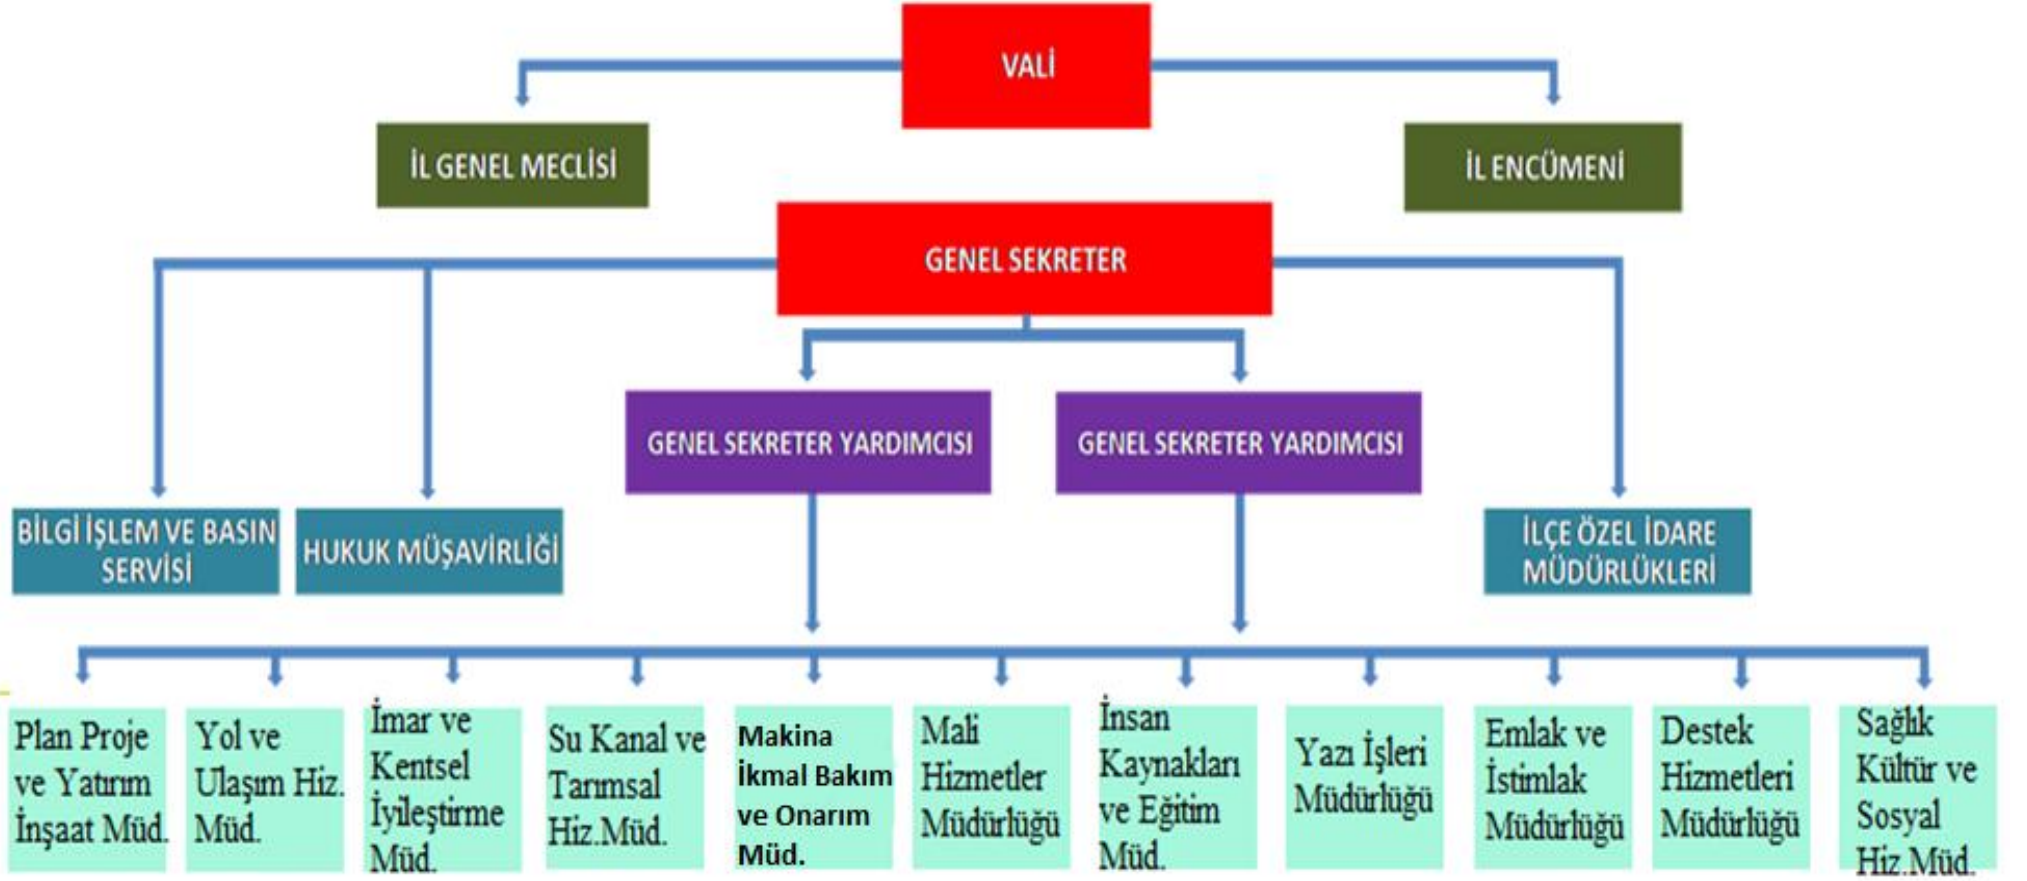 VALİ
İL GENEL MECLİSİ
İL ENCÜMENİ
GENEL SEKRETER
GENEL SEKRETER YARDIMCISI
GENEL SEKRETER YARDIMCISI
BİLGİ İŞLEM VE BASIN
SERVİSİ
HUKUK MÜŞAVİRLİĞİ
İLÇE ÖZEL İDARE
MÜDÜRLÜKLERİ
Plan Proje
ve Yatırım
İnşaat Müd.
Yol ve
Ulaşım Hiz.
Müd.
İmar ve
Kentsel
İyileştirme
Müd.
Su Kanal ve
Tarımsal
Hiz.Müd.
Makina
İkmal Bakım
ve Onarım
Müd.
Mali
Hizmetler
Müdürlüğü
İnsan
Kaynakları
ve Eğitim
Müd.
Yazı İşleri
Müdürlüğü
Emlak ve
İstimlak
Müdürlüğü
Destek
Hizmetleri
Müdürlüğü
Sağlık
Kültür ve
Sosyal
Hiz.Müd.